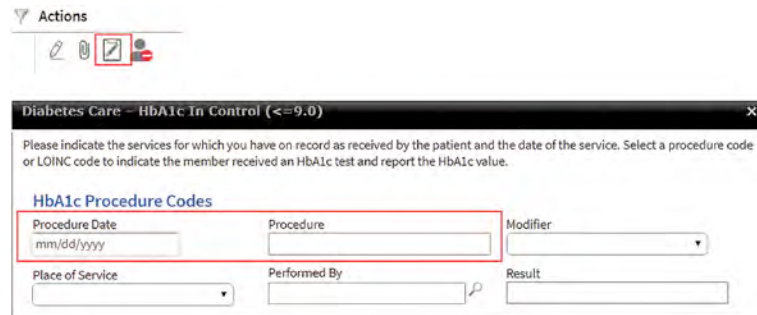 Actions
Diabetes Care – HbA1c In Control (<=9.0)
Please indicate the services for which you have on record as received by the patient and the date of the service. Select a procedure code
or LOINC code to indicate the member received an HbA1c test and report the HbA1c value.
HbA1c Procedure Codes
Procedure Date Procedure Modifier
mm/dd/yyyy
Place of Service Performed By Result